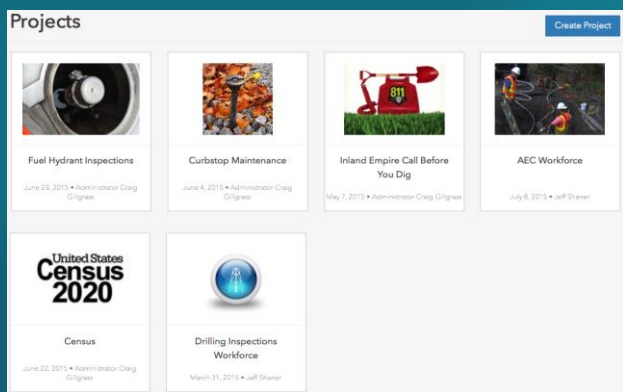 Projects
Create Project
811
Fuel Hydrant Inspections
Curbstop Maintenance
Inland Empire Call Before
You Dig
AEC Workforce
June 23, 2015 • Administrator Craig
Gillgrass
June 4, 2015 • Administrator Craig
Gillgrass
May 7, 2015 • Administrator Craig Gillgrass
July 8, 2015 • Jeff Shaner
United States
Census
2020
Census
Drilling Inspections
Workforce
June 22, 2015 • Administrator Craig
Gillgrass
March 31, 2015 • Jeff Shaner